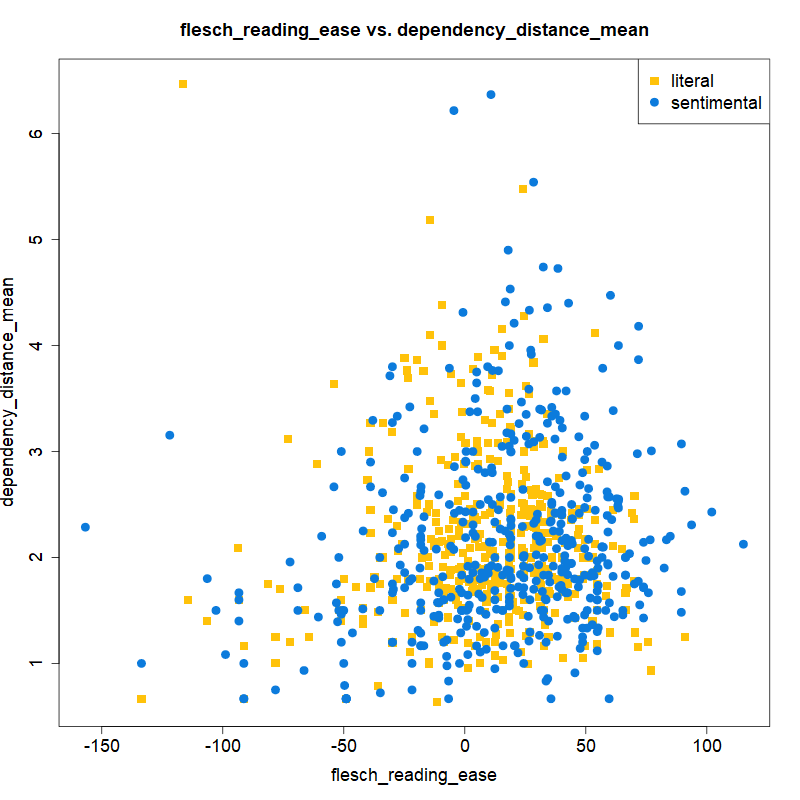 flesch_reading_ease vs. dependency_distance_mean
literal
sentimental
dependency_distance_mean
6
5
4
3
2
1
-150 -100 -50 0 50 100
flesch_reading_ease